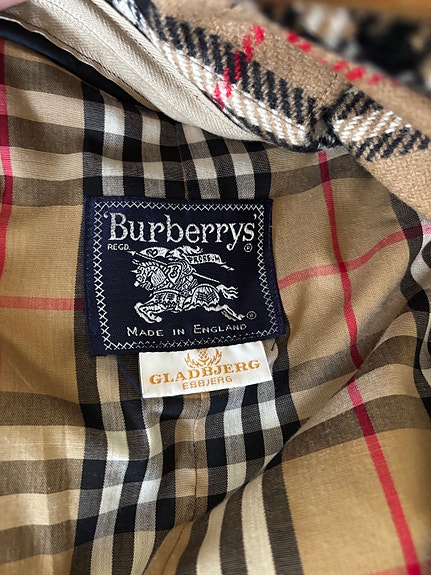 'Burberrys'
REGD. ®
PRORSUM
MADE IN ENGLAND ®
GLADBJERG
ESBJERG